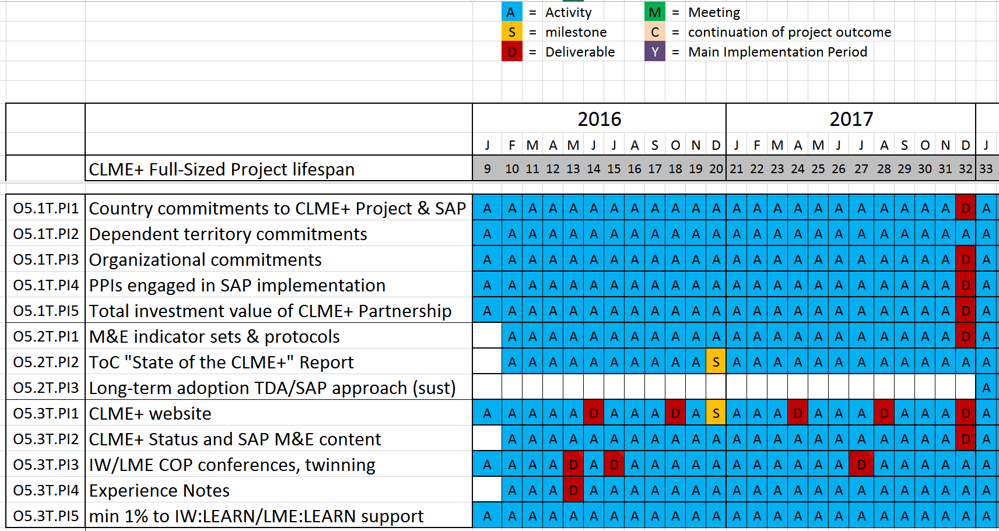 A = Activity M = Meeting
S = milestone C = continuation of project outcome
D = Deliverable Y = Main Implementation Period
2016 2017
J F M A M J J A S O N D J F M A M J J A S O N D J
CLME+ Full-Sized Project lifespan 9 10 11 12 13 14 15 16 17 18 19 20 21 22 23 24 25 26 27 28 29 30 31 32 33
O5.1T.PI1 Country commitments to CLME+ Project & SAP A A A A A A A A A A A A A A A A A A A A A A A D A
O5.1T.PI2 Dependent territory commitments A A A A A A A A A A A A A A A A A A A A A A A A A
O5.1T.PI3 Organizational commitments A A A A A A A A A A A A A A A A A A A A A A A D A
O5.1T.PI4 PPIs engaged in SAP implementation A A A A A A A A A A A A A A A A A A A A A A A D A
O5.1T.PI5 Total investment value of CLME+ Partnership A A A A A A A A A A A A A A A A A A A A A A A D A
O5.2T.PI1 M&E indicator sets & protocols A A A A A A A A A A A A A A A A A A A A A A D A
O5.2T.PI2 ToC "State of the CLME+" Report A A A A A A A A A A S A A A A A A A A A A A A A
O5.2T.PI3 Long-term adoption TDA/SAP approach (sust) A
O5.3T.PI1 CLME+ website A A A A A D A A A D A S A A A D A A A D A A A D A
O5.3T.PI2 CLME+ Status and SAP M&E content A A A A A A A A A A A A A A A A A A A A A A D A
O5.3T.PI3 IW/LME COP conferences, twinning A A A A D A D A A A A A A A A A A A D A A A A A A
O5.3T.PI4 Experience Notes A A A D A A A A A A A A A A A A A A A A A A A A
O5.3T.PI5 min 1% to IW:LEARN/LME:LEARN support A A A A A A A A A A A A A A A A A A A A A A A A A